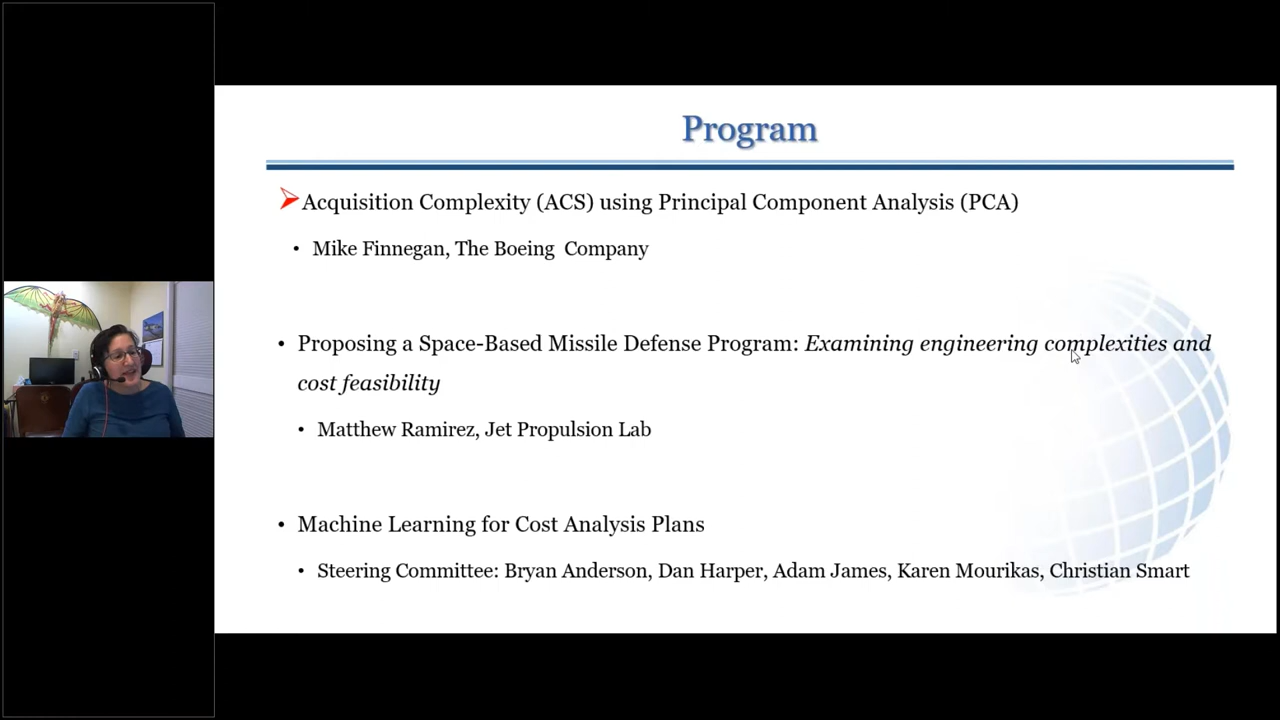 Program
Acquisition Complexity (ACS) using Principal Component Analysis (PCA)
• Mike Finnegan, The Boeing Company
• Proposing a Space-Based Missile Defense Program: Examining engineering complexities and
cost feasibility
• Matthew Ramirez, Jet Propulsion Lab
• Machine Learning for Cost Analysis Plans
• Steering Committee: Bryan Anderson, Dan Harper, Adam James, Karen Mourikas, Christian Smart